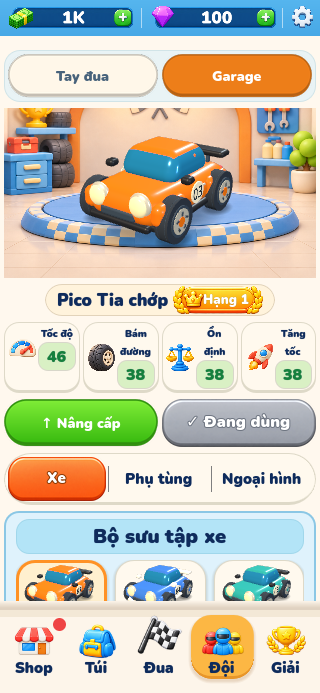 1K
100
Tay đua
Garage
03
Pico Tia chớp
Hạng 1
Tốc độ
46
Bám đường
38
Ổn định
38
Tăng tốc
38
↑ Nâng cấp
✓ Đang dùng
Xe
Phụ tùng
Ngoại hình
Bộ sưu tập xe
Shop
Túi
Đua
Đội
Giải